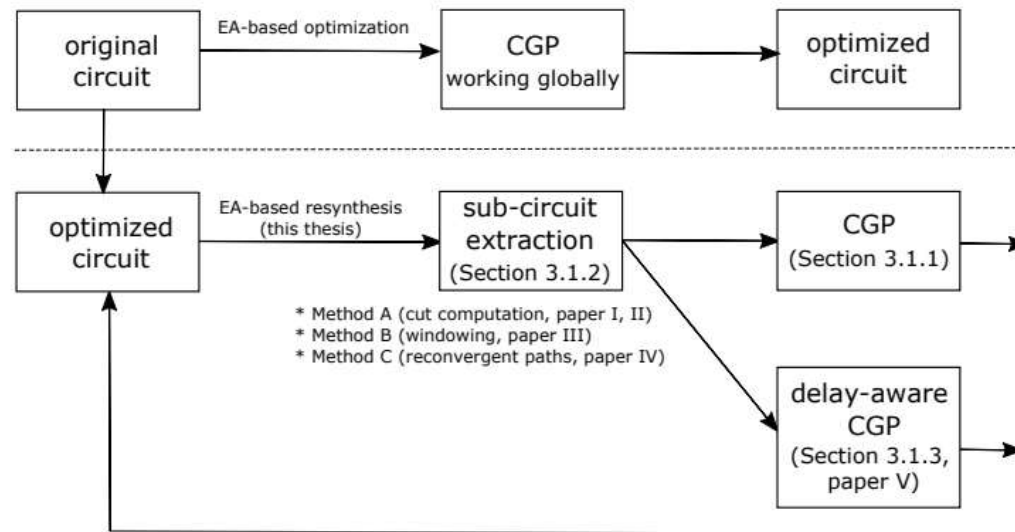 original
circuit
EA-based optimization
CGP
working globally
optimized
circuit
optimized
circuit
EA-based resynthesis
(this thesis)
sub-circuit
extraction
(Section 3.1.2)
CGP
(Section 3.1.1)
* Method A (cut computation, paper I, II)
* Method B (windowing, paper III)
* Method C (reconvergent paths, paper IV)
delay-aware
CGP
(Section 3.1.3,
paper V)